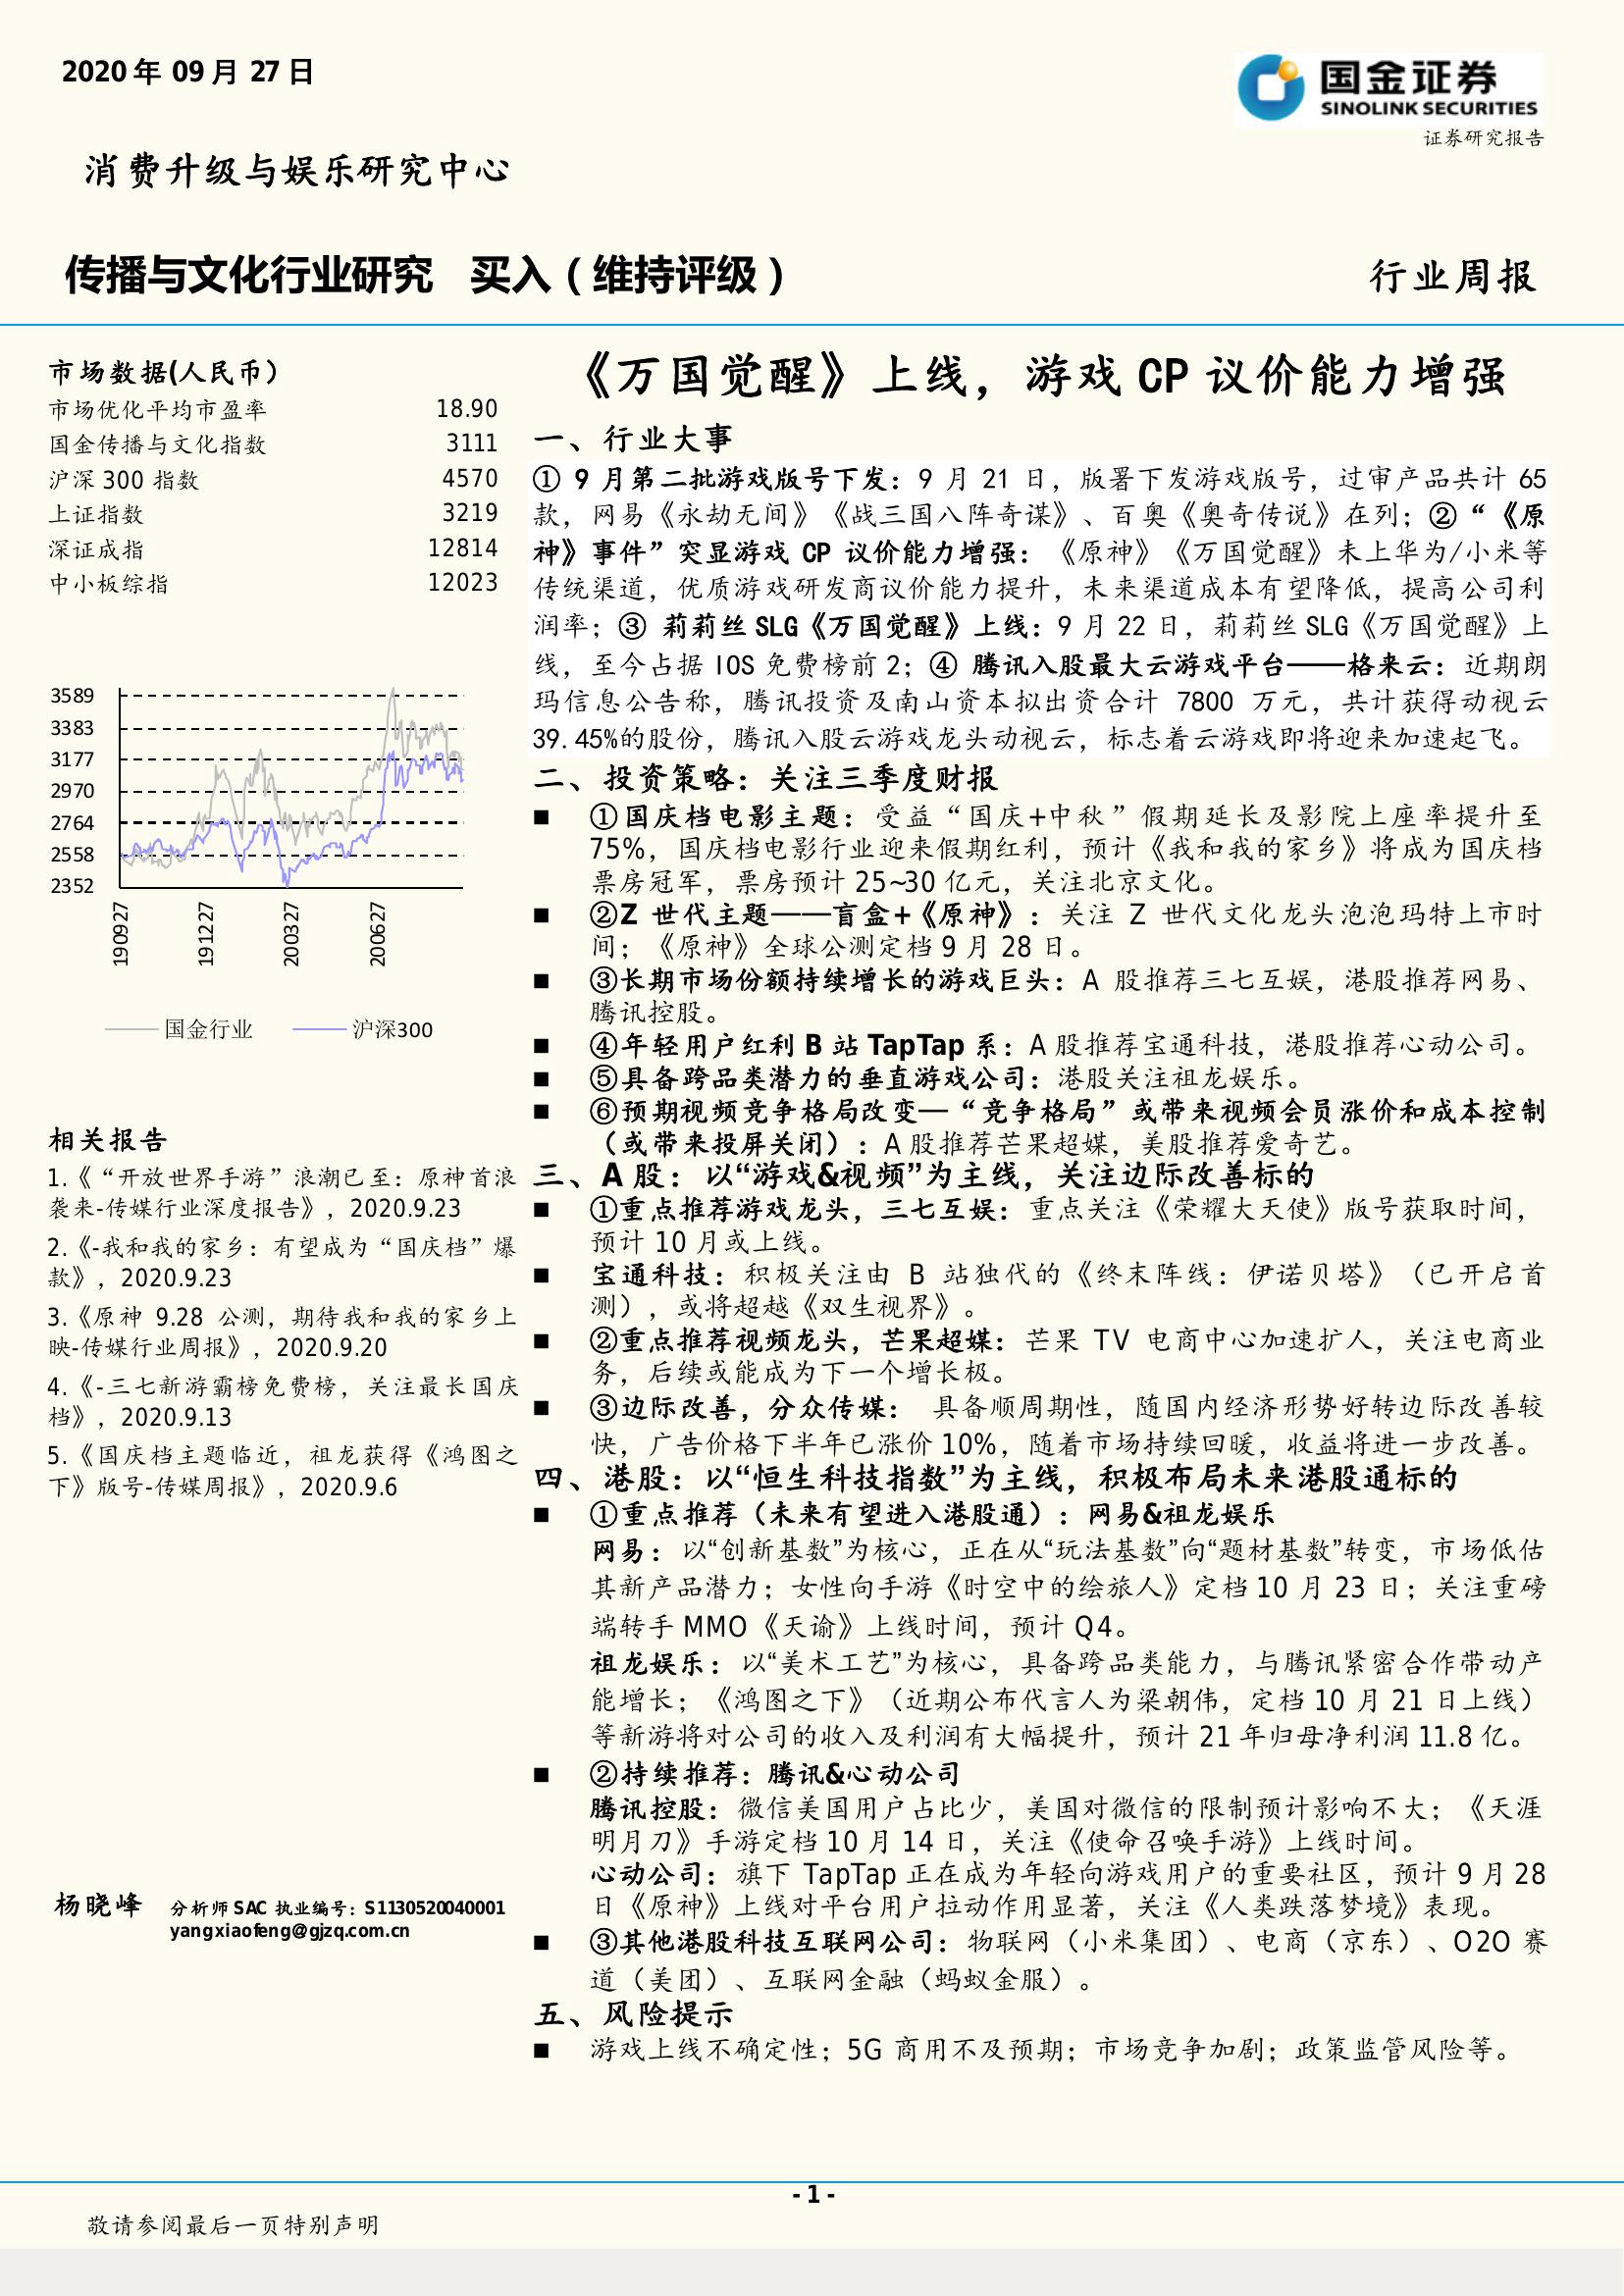 2020 年 09 月 27 日
国金证券
SINOLINK SECURITIES
证券研究报告
消费升级与娱乐研究中心
传播与文化行业研究 买入（维持评级）
行业周报
市场数据(人民币）
市场优化平均市盈率 18.90
国金传播与文化指数 3111
沪深 300 指数 4570
上证指数 3219
深证成指 12814
中小板综指 12023
3589
3383
3177
2970
2764
2558
2352
190927
191227
200327
200627
国金行业 沪深300
相关报告
1.《“开放世界手游”浪潮已至：原神首浪
袭来-传媒行业深度报告》，2020.9.23
2.《-我和我的家乡：有望成为“国庆档”爆
款》，2020.9.23
3.《原神 9.28 公测，期待我和我的家乡上
映-传媒行业周报》，2020.9.20
4.《-三七新游霸榜免费榜，关注最长国庆
档》，2020.9.13
5.《国庆档主题临近，祖龙获得《鸿图之
下》版号-传媒周报》，2020.9.6
杨晓峰 分析师 SAC 执业编号：S1130520040001
yangxiaofeng@gjzq.com.cn
《万国觉醒》上线，游戏 CP 议价能力增强
一、行业大事
① 9 月第二批游戏版号下发：9 月 21 日，版署下发游戏版号，过审产品共计 65
款，网易《永劫无间》《战三国八阵奇谋》、百奥《奥奇传说》在列；②“《原
神》事件”突显游戏 CP 议价能力增强：《原神》《万国觉醒》未上华为/小米等
传统渠道，优质游戏研发商议价能力提升，未来渠道成本有望降低，提高公司利
润率；③ 莉莉丝 SLG《万国觉醒》上线：9 月 22 日，莉莉丝 SLG《万国觉醒》上
线，至今占据 IOS 免费榜前 2；④ 腾讯入股最大云游戏平台——格来云：近期朗
玛信息公告称，腾讯投资及南山资本拟出资合计 7800 万元，共计获得动视云
39.45%的股份，腾讯入股云游戏龙头动视云，标志着云游戏即将迎来加速起飞。
二、投资策略：关注三季度财报
■ ①国庆档电影主题：受益“国庆+中秋”假期延长及影院上座率提升至
75%，国庆档电影行业迎来假期红利，预计《我和我的家乡》将成为国庆档
票房冠军，票房预计 25~30 亿元，关注北京文化。
■ ②Z 世代主题——盲盒+《原神》：关注 Z 世代文化龙头泡泡玛特上市时
间；《原神》全球公测定档 9 月 28 日。
■ ③长期市场份额持续增长的游戏巨头：A 股推荐三七互娱，港股推荐网易、
腾讯控股。
■ ④年轻用户红利 B 站 TapTap 系：A 股推荐宝通科技，港股推荐心动公司。
■ ⑤具备跨品类潜力的垂直游戏公司：港股关注祖龙娱乐。
■ ⑥预期视频竞争格局改变—“竞争格局”或带来视频会员涨价和成本控制
（或带来投屏关闭）：A 股推荐芒果超媒，美股推荐爱奇艺。
三、A 股：以“游戏&视频”为主线，关注边际改善标的
■ ①重点推荐游戏龙头，三七互娱：重点关注《荣耀大天使》版号获取时间，
预计 10 月或上线。
■ 宝通科技：积极关注由 B 站独代的《终末阵线：伊诺贝塔》（已开启首
测），或将超越《双生视界》。
■ ②重点推荐视频龙头，芒果超媒：芒果 TV 电商中心加速扩人，关注电商业
务，后续或能成为下一个增长极。
■ ③边际改善，分众传媒： 具备顺周期性，随国内经济形势好转边际改善较
快，广告价格下半年已涨价 10%，随着市场持续回暖，收益将进一步改善。
四、港股：以“恒生科技指数”为主线，积极布局未来港股通标的
■ ①重点推荐（未来有望进入港股通）：网易&祖龙娱乐
网易：以“创新基数”为核心，正在从“玩法基数”向“题材基数”转变，市场低估
其新产品潜力；女性向手游《时空中的绘旅人》定档 10 月 23 日；关注重磅
端转手 MMO《天谕》上线时间，预计 Q4。
祖龙娱乐：以“美术工艺”为核心，具备跨品类能力，与腾讯紧密合作带动产
能增长；《鸿图之下》（近期公布代言人为梁朝伟，定档 10 月 21 日上线）
等新游将对公司的收入及利润有大幅提升，预计 21 年归母净利润 11.8 亿。
■ ②持续推荐：腾讯&心动公司
腾讯控股：微信美国用户占比少，美国对微信的限制预计影响不大；《天涯
明月刀》手游定档 10 月 14 日，关注《使命召唤手游》上线时间。
心动公司：旗下 TapTap 正在成为年轻向游戏用户的重要社区，预计 9 月 28
日《原神》上线对平台用户拉动作用显著，关注《人类跌落梦境》表现。
■ ③其他港股科技互联网公司：物联网（小米集团）、电商（京东）、O2O 赛
道（美团）、互联网金融（蚂蚁金服）。
五、风险提示
■ 游戏上线不确定性；5G 商用不及预期；市场竞争加剧；政策监管风险等。
- 1 -
敬请参阅最后一页特别声明